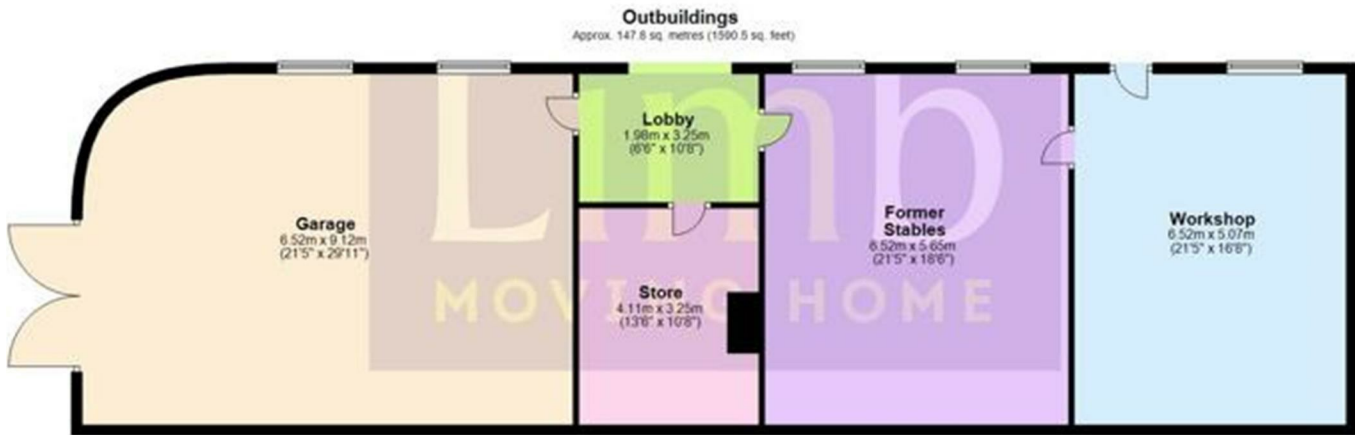 Outbuildings
Approx. 147.8 sq. metres (1590.5 sq. feet)
Lobby
1.98m x 3.25m
(6'6" x 10'8")
Garage
6.52m x 9.12m
(21'5" x 29'11")
Former
Stables
6.52m x 5.65m
(21'5" x 18'6")
Workshop
6.52m x 5.07m
(21'5" x 16'8")
Store
4.11m x 3.25m
(13'6" x 10'8")
Limb
MOVING HOME